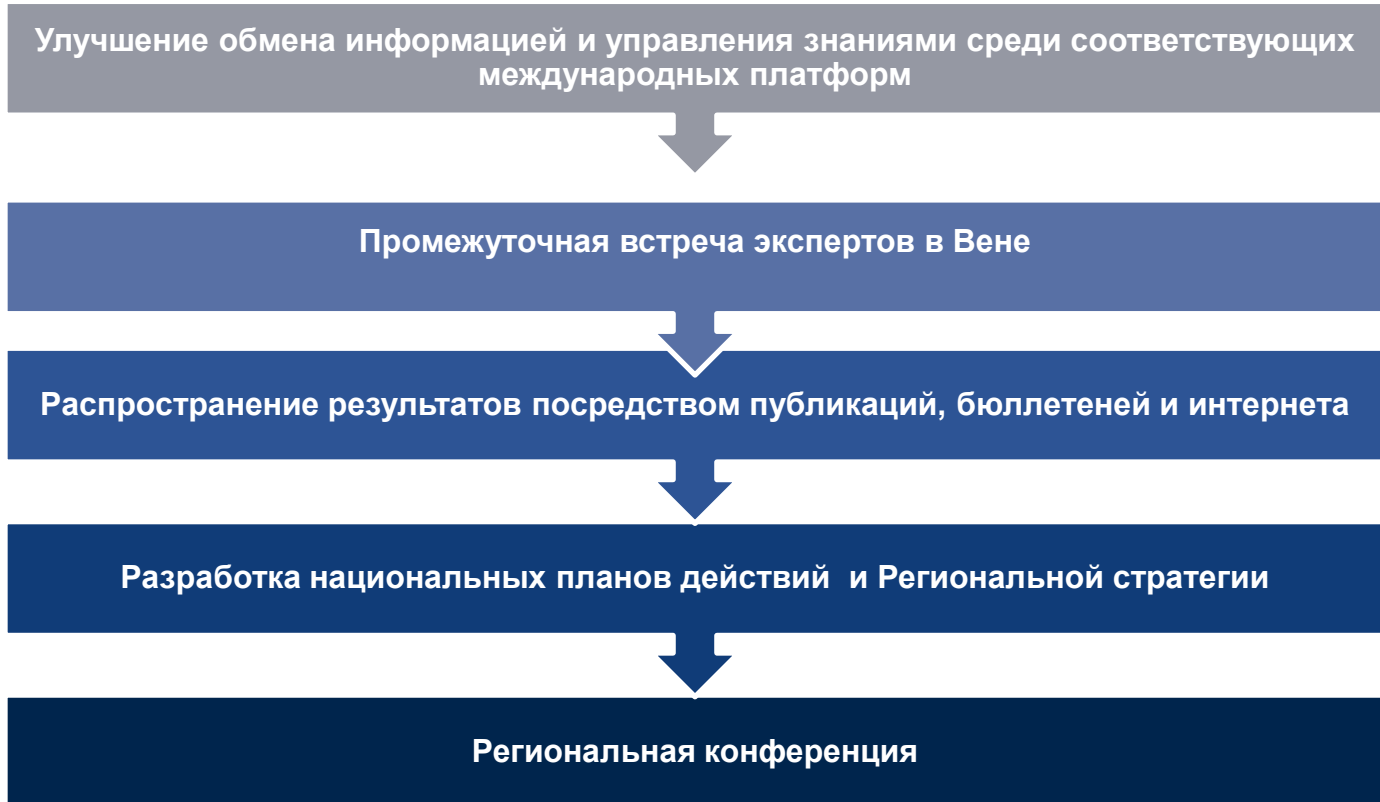 Улучшение обмена информацией и управления знаниями среди соответствующих
международных платформ
Промежуточная встреча экспертов в Вене
Распространение результатов посредством публикаций, бюллетеней и интернета
Разработка национальных планов действий  и Региональной стратегии
Региональная конференция